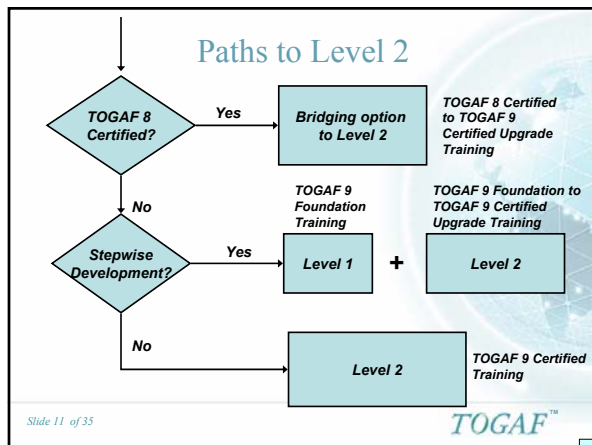 Paths to Level 2
TOGAF 8
Certified?
Yes
Bridging option
to Level 2
TOGAF 8 Certified
to TOGAF 9
Certified Upgrade
Training
No
TOGAF 9
Foundation
Training
TOGAF 9 Foundation to
TOGAF 9 Certified
Upgrade Training
Stepwise
Development?
Yes
Level 1
+
Level 2
No
Level 2
TOGAF 9 Certified
Training
Slide 11 of 35
TOGAF™